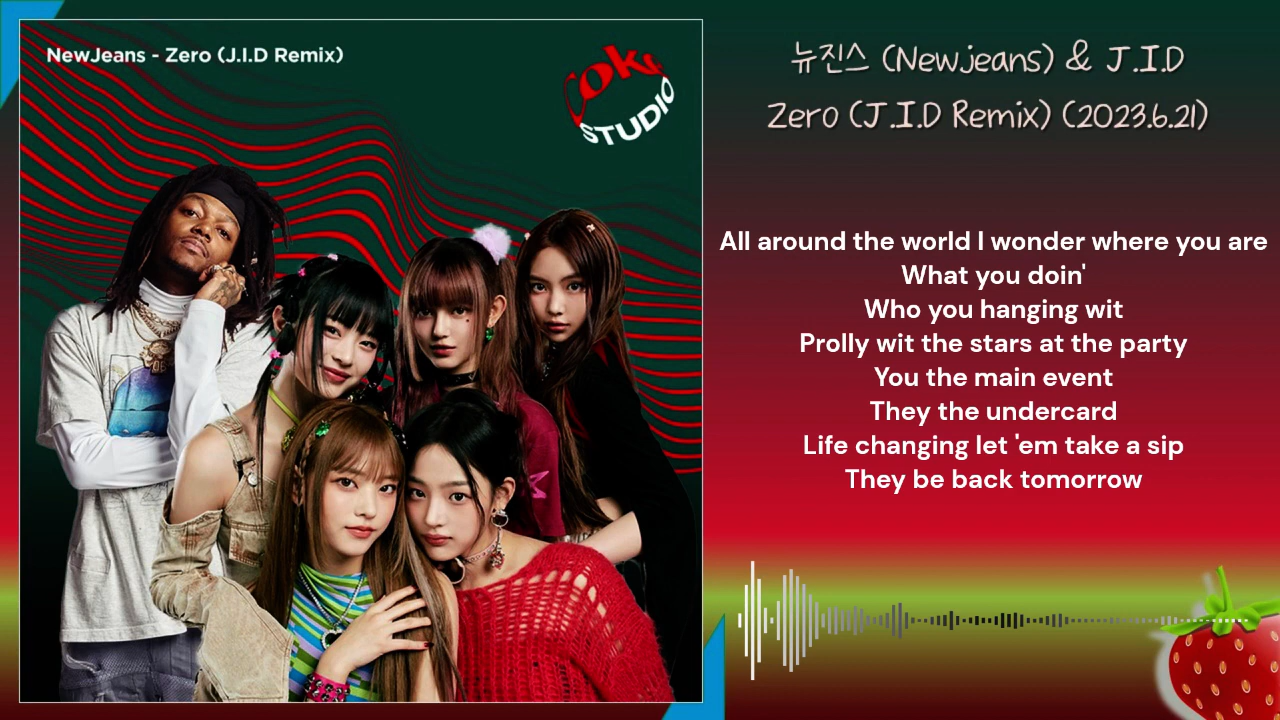 NewJeans - Zero (J.I.D Remix)
Coke
STUDIO
뉴진스 (Newjeans) & J.I.D
Zero (J.I.D Remix) (2023.6.21)
All around the world I wonder where you are
What you doin'
Who you hanging wit
Prolly wit the stars at the party
You the main event
They the undercard
Life changing let 'em take a sip
They be back tomorrow